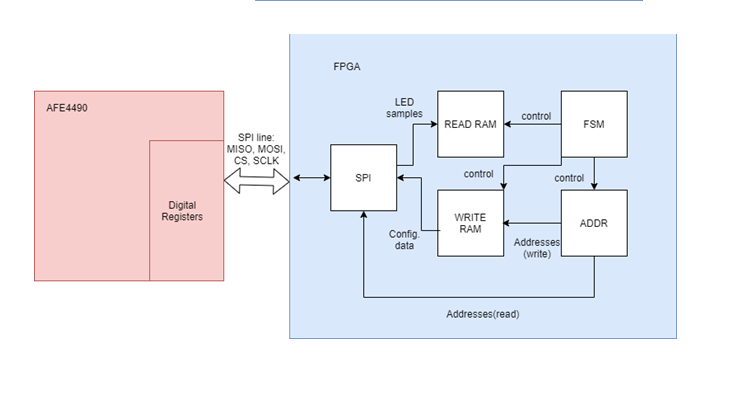 FPGA
AFE4490
LED
samples
READ RAM
control
FSM
SPI line:
MISO, MOSI,
CS, SCLK
SPI
control
control
Digital
Registers
WRITE
RAM
ADDR
Config.
data
Addresses
(write)
Addresses(read)